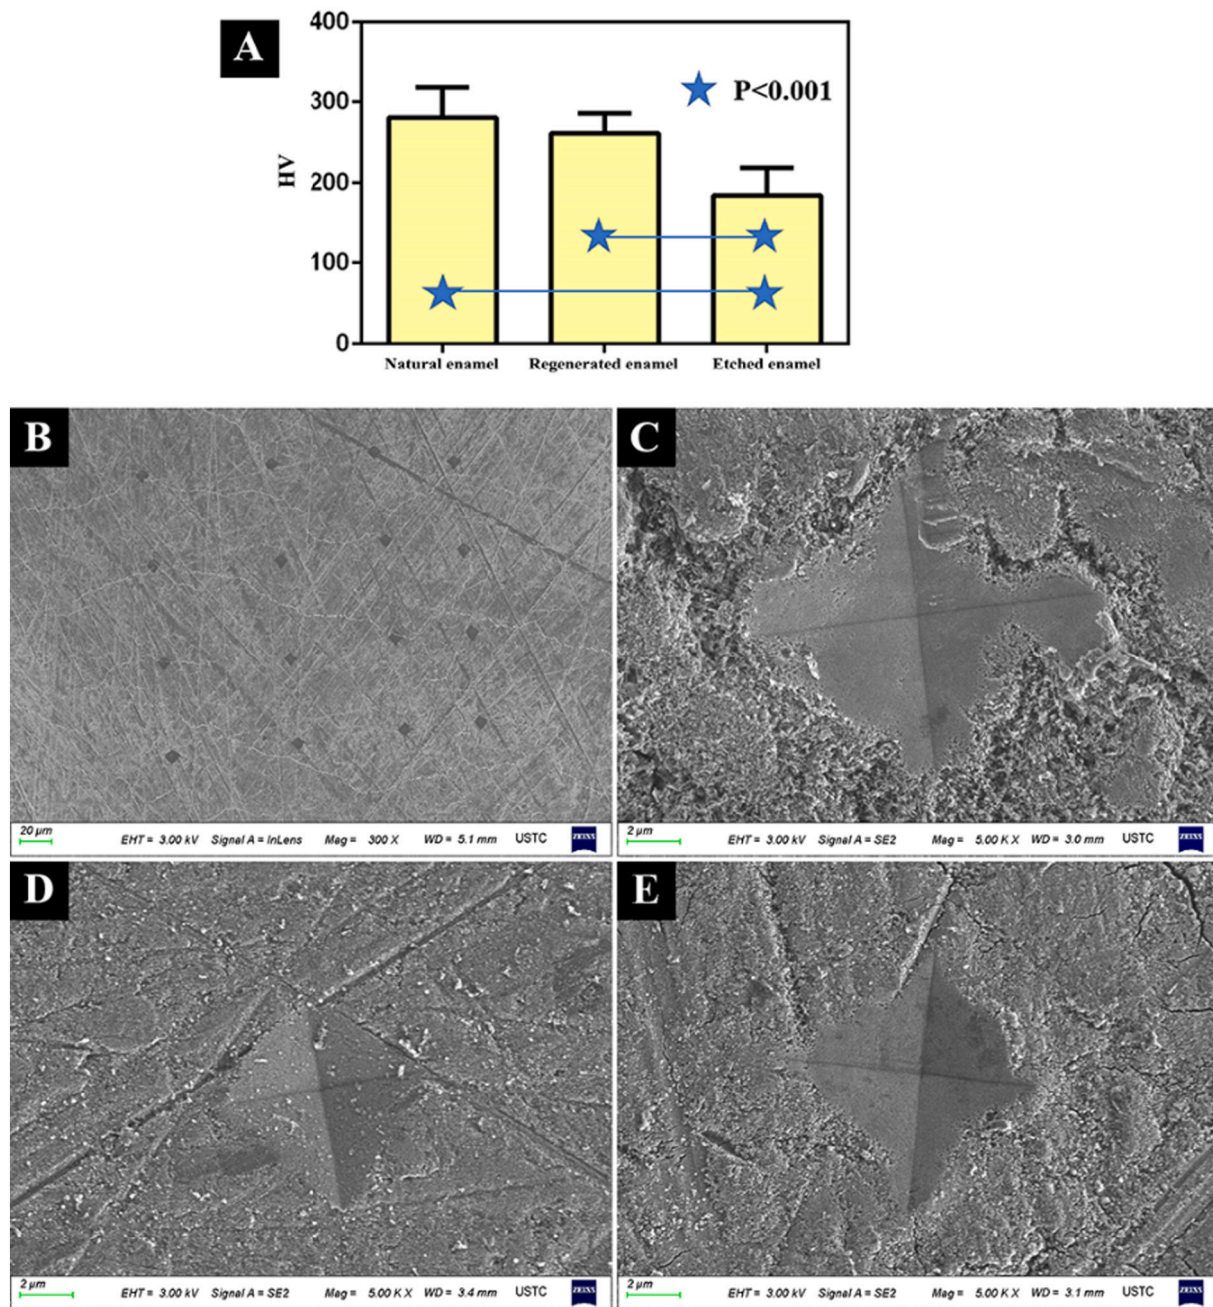 A
400
300
200
100
0
HV
P<0.001
Natural enamel
Regenerated enamel
Etched enamel
B
20 µm
EHT = 3.00 kV Signal A = InLens Mag = 300 X WD = 5.1 mm USTC ZEISS
C
2 µm
EHT = 3.00 kV Signal A = SE2 Mag = 5.00 K X WD = 3.0 mm USTC ZEISS
D
2 µm
EHT = 3.00 kV Signal A = SE2 Mag = 5.00 K X WD = 3.4 mm USTC ZEISS
E
2 µm
EHT = 3.00 kV Signal A = SE2 Mag = 5.00 K X WD = 3.1 mm USTC ZEISS